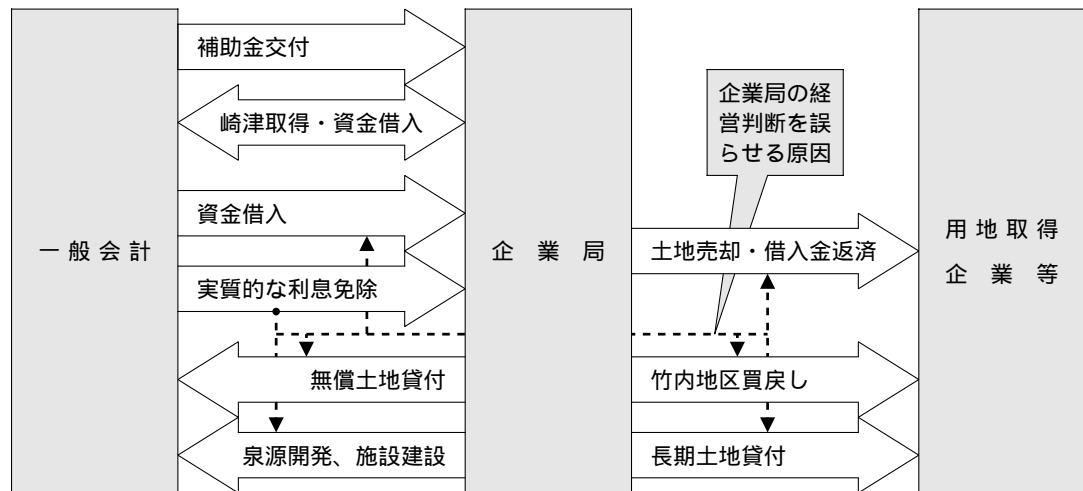 補助金交付
崎津取得・資金借入
資金借入
実質的な利息免除
無償土地貸付
泉源開発、施設建設
一般会計
企業局
企業局の経
営判断を誤
らせる原因
土地売却・借入金返済
竹内地区買戻し
長期土地貸付
用地取得
企業等